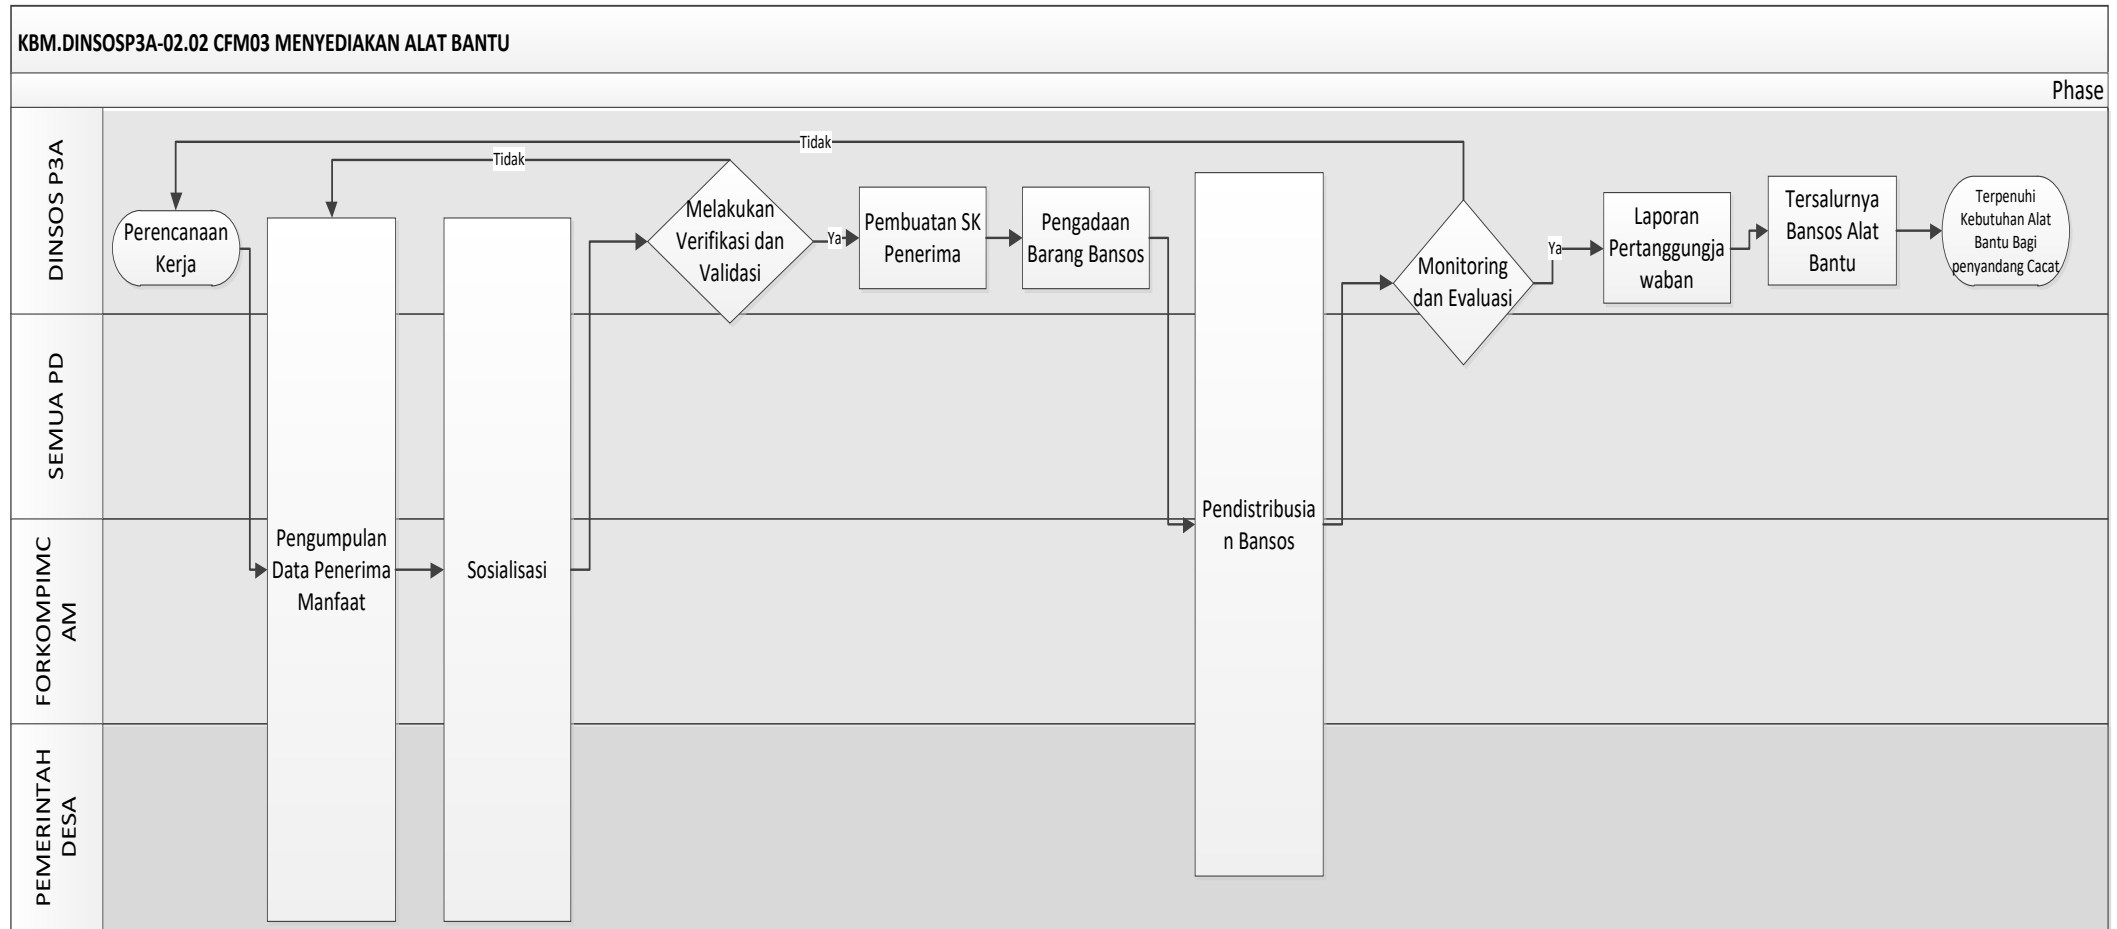 KBM.DINSOSP3A-02.02 CFM03 MENYEDIAKAN ALAT BANTU
Phase
DINSOS P3A
Tidak
Tidak
Perencanaan
Kerja
Melakukan
Verifikasi dan
Validasi
Ya
Pembuatan SK
Penerima
Pengadaan
Barang Bansos
Monitoring
dan Evaluasi
Ya
Laporan
Pertanggungja
waban
Tersalurnya
Bansos Alat
Bantu
Terpenuhi
Kebutuhan Alat
Bantu Bagi
penyandang Cacat
SEMUA PD
FORKOMPIMC
AM
Pengumpulan
Data Penerima
Manfaat
Sosialisasi
Pendistribusia
n Bansos
PEMERINTAH
DESA